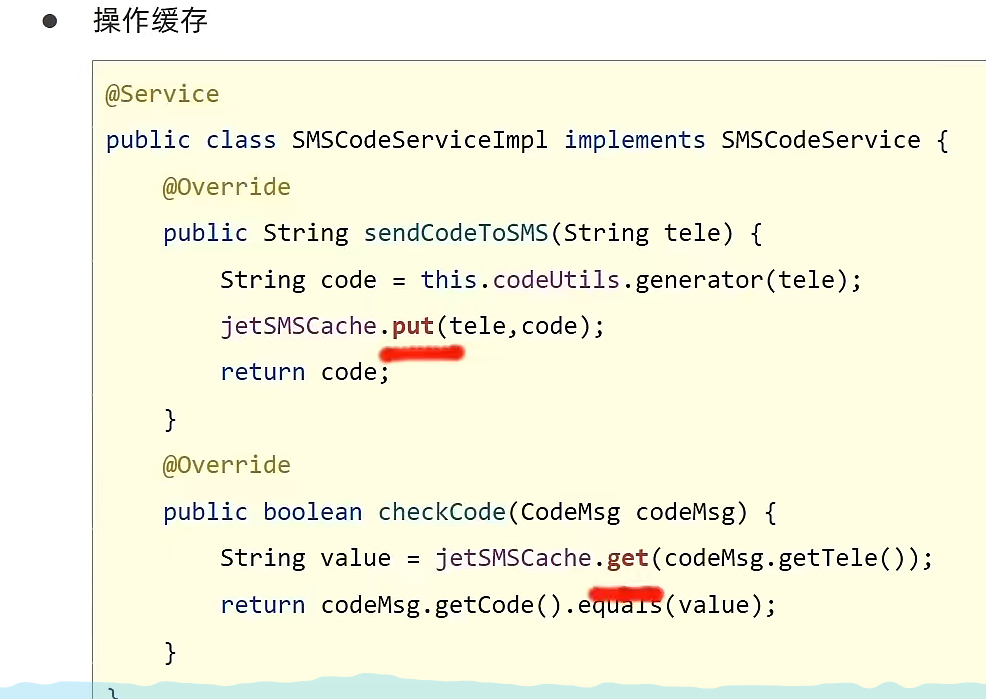 ● 操作缓存
@Service
public class SMSCodeServiceImpl implements SMSCodeService {
@Override
public String sendCodeToSMS(String tele) {
String code = this.codeUtils.generator(tele);
jetSMSCache.put(tele,code);
return code;
}
@Override
public boolean checkCode(CodeMsg codeMsg) {
String value = jetSMSCache.get(codeMsg.getTele());
return codeMsg.getCode().equals(value);
}
}